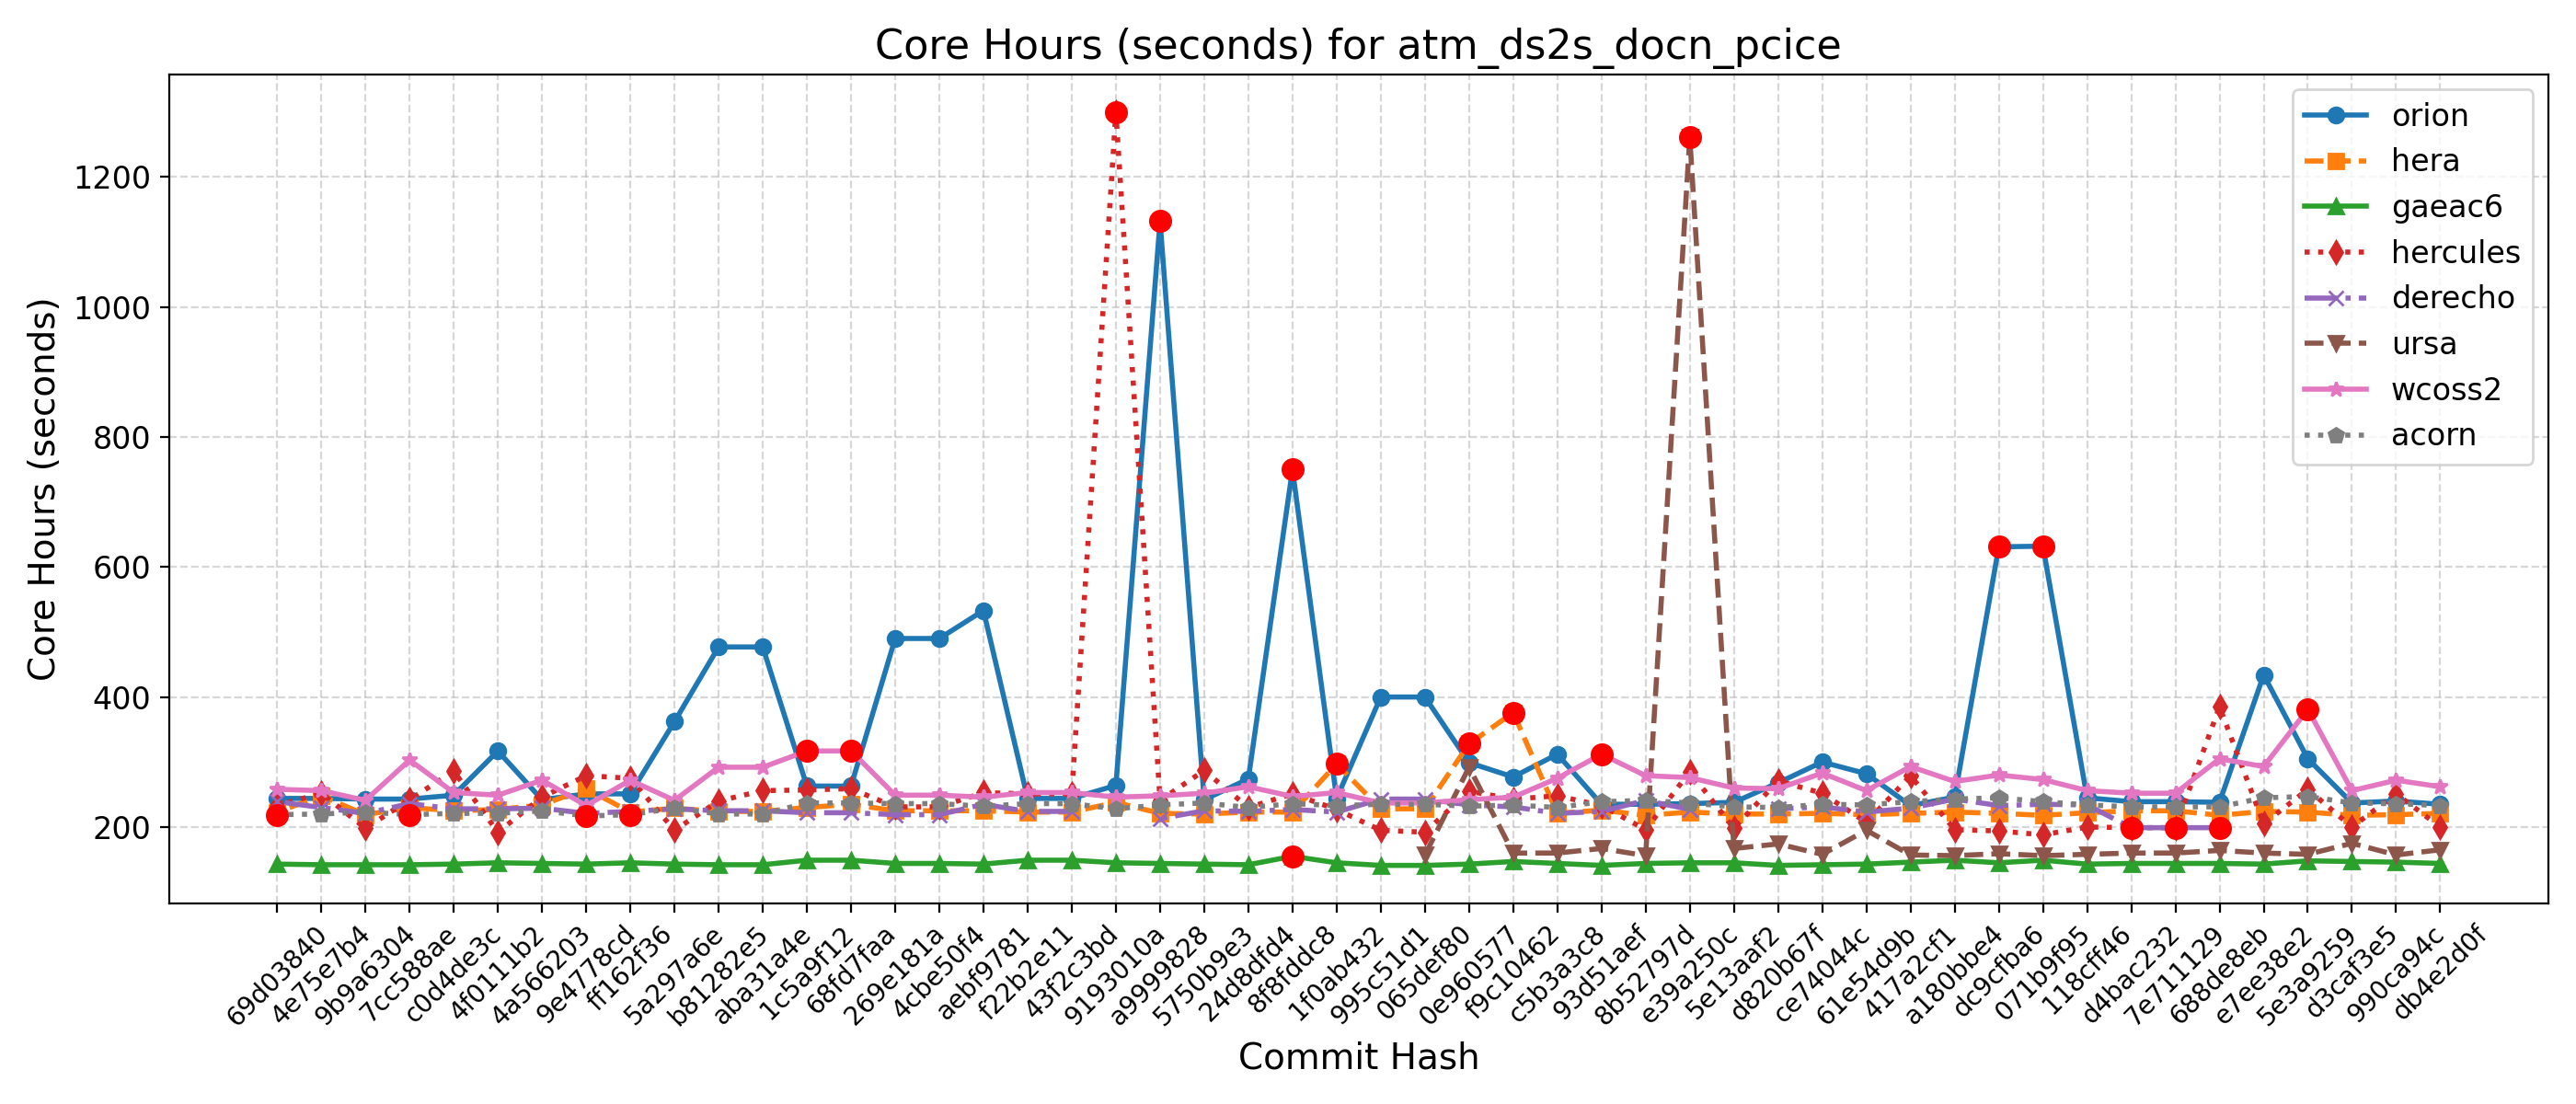 Core Hours (seconds) for atm_ds2s_docn_pcice
Core Hours (seconds)
1200
1000
800
600
400
200
orion
hera
gaeac6
hercules
derecho
ursa
wcoss2
acorn
69d03840
4e75e7b4
9b9a6304
7cc588ae
c0d4de3c
4f0111b2
4a566203
9e4778cd
ff162f36
5a297a6e
b81282e5
aba31a4e
1c5a9f12
68fd7faa
269e181a
4cbe50f4
aebf9781
f22b2e11
43f2c3bd
9193010a
a9999828
5750b9e3
24d8dfd4
8f8fddc8
1f0ab432
995c51d1
065def80
0e960577
f9c10462
c5b3a3c8
93d51aef
8b52797d
e39a250c
5e13aaf2
d820b67f
ce74044c
61e54d9b
417a2cf1
a180bbe4
dc9cfba6
071b9f95
118cff46
d4bac232
7e711129
688de8eb
e7ee38e2
5e3a9259
d3caf3e5
990ca94c
db4e2d0f
Commit Hash